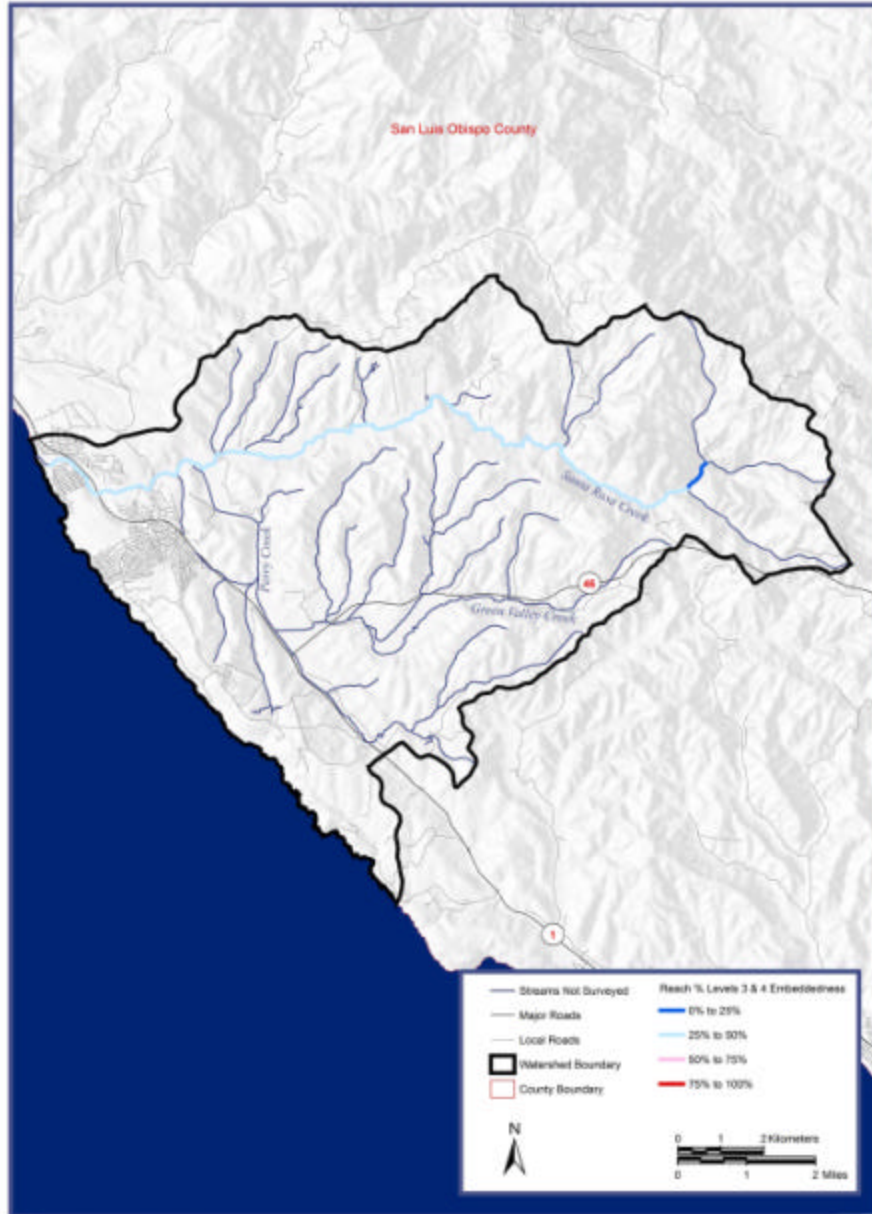 San Luis Obispo County
Santa Rosa Creek
Perry Creek
46
Green Valley Creek
1
Streams Not Surveyed
Major Roads
Local Roads
Watershed Boundary
County Boundary
Reach % Levels 3 & 4 Embeddedness
0% to 25%
25% to 50%
50% to 75%
75% to 100%
N
0 1 2 Kilometers
0 1 2 Miles